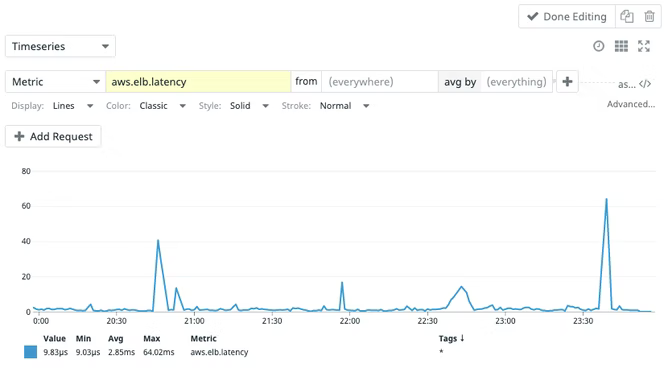 Done Editing
Timeseries
Metric aws.elb.latency from (everywhere) avg by (everything) + as... </>
Display: Lines Color: Classic Style: Solid Stroke: Normal Advanced...
+ Add Request
80
60
40
20
0
0:00 20:30 21:00 21:30 22:00 22:30 23:00 23:30
Value Min Avg Max Metric Tags ↓
9.83μs 9.03μs 2.85ms 64.02ms aws.elb.latency *